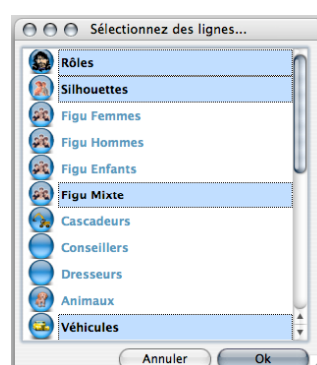 Sélectionnez des lignes...
Rôles
Silhouettes
Figu Femmes
Figu Hommes
Figu Enfants
Figu Mixte
Cascadeurs
Conseillers
Dresseurs
Animaux
Véhicules
Annuler Ok